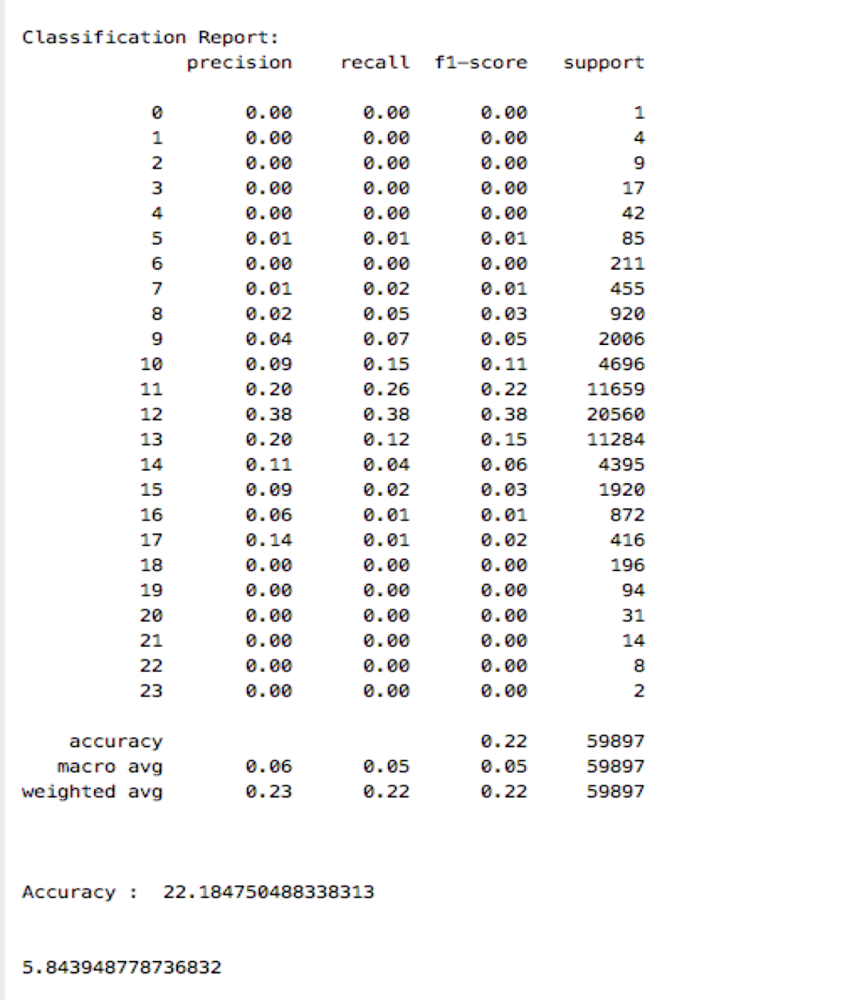 Classification Report:
precision recall f1-score support
0 0.00 0.00 0.00 1
1 0.00 0.00 0.00 4
2 0.00 0.00 0.00 9
3 0.00 0.00 0.00 17
4 0.00 0.00 0.00 42
5 0.01 0.01 0.01 85
6 0.00 0.00 0.00 211
7 0.01 0.02 0.01 455
8 0.02 0.05 0.03 920
9 0.04 0.07 0.05 2006
10 0.09 0.15 0.11 4696
11 0.20 0.26 0.22 11659
12 0.38 0.38 0.38 20560
13 0.20 0.12 0.15 11284
14 0.11 0.04 0.06 4395
15 0.09 0.02 0.03 1920
16 0.06 0.01 0.01 872
17 0.14 0.01 0.02 416
18 0.00 0.00 0.00 196
19 0.00 0.00 0.00 94
20 0.00 0.00 0.00 31
21 0.00 0.00 0.00 14
22 0.00 0.00 0.00 8
23 0.00 0.00 0.00 2
accuracy 0.22 59897
macro avg 0.06 0.05 0.05 59897
weighted avg 0.23 0.22 0.22 59897
Accuracy : 22.184750488338313
5.843948778736832